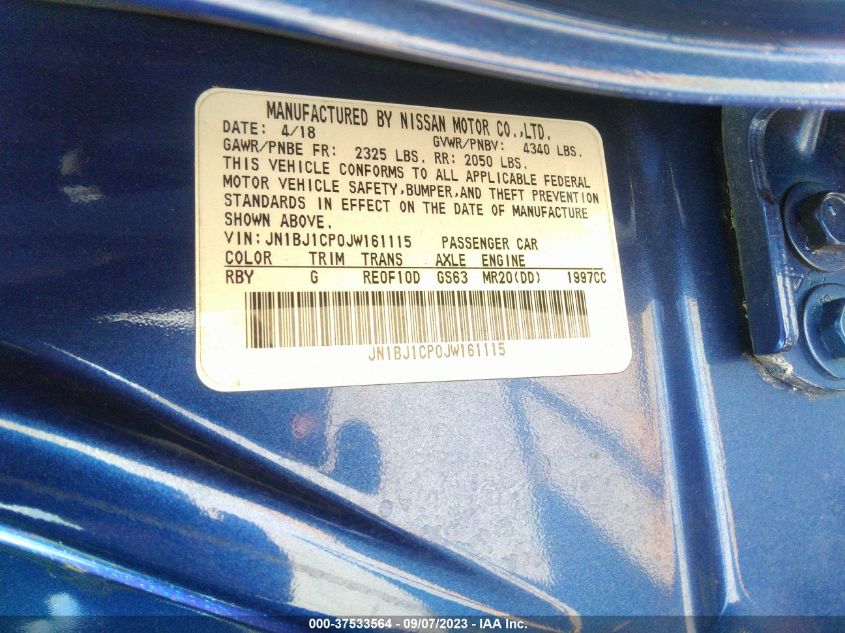 MANUFACTURED BY NISSAN MOTOR CO.,LTD.
DATE: 4/18 GVWR/PNBV: 4340 LBS.
GAWR/PNBE FR: 2325 LBS. RR: 2050 LBS.
THIS VEHICLE CONFORMS TO ALL APPLICABLE FEDERAL
MOTOR VEHICLE SAFETY,BUMPER,AND THEFT PREVENTION
STANDARDS IN EFFECT ON THE DATE OF MANUFACTURE
SHOWN ABOVE.
VIN:JN1BJ1CP0JW161115 PASSENGER CAR
COLOR TRIM TRANS AXLE ENGINE
RBY G RE0F10D GS63 MR20(DD) 1997CC
JN1BJ1CP0JW161115
000-37533564 - 09/07/2023 - IAA Inc.